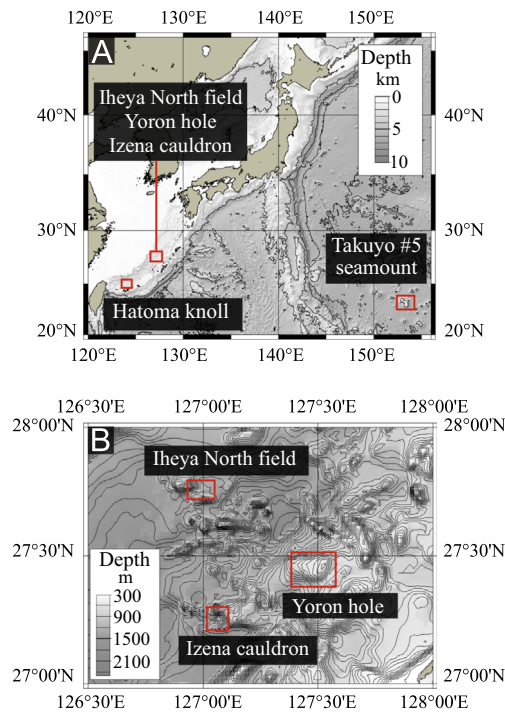 120°E 130°E 140°E 150°E
A
Depth
km
0
5
10
Iheya North field
Yoron hole
Izena cauldron
40°N
40°N
30°N
30°N
Takuyo #5
seamount
Hatoma knoll
20°N
20°N
120°E 130°E 140°E 150°E
126°30'E 127°00'E 127°30'E 128°00'E
28°00'N
28°00'N
B
Iheya North field
27°30'N
27°30'N
Depth
m
300
900
1500
2100
Yoron hole
Izena cauldron
27°00'N
27°00'N
126°30'E 127°00'E 127°30'E 128°00'E